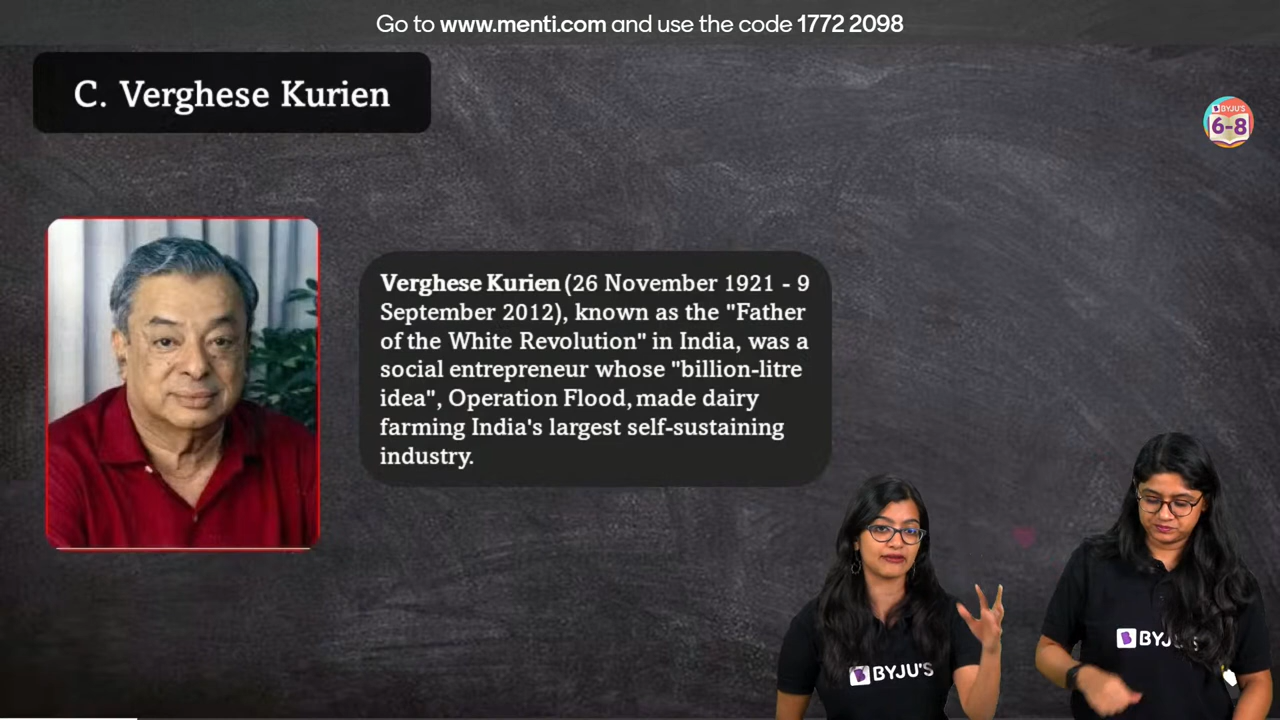 Go to www.menti.com and use the code 1772 2098
C. Verghese Kurien
BYJU'S
6-8
Verghese Kurien (26 November 1921 - 9
September 2012), known as the "Father
of the White Revolution" in India, was a
social entrepreneur whose "billion-litre
idea", Operation Flood, made dairy
farming India's largest self-sustaining
industry.
BYJU'S